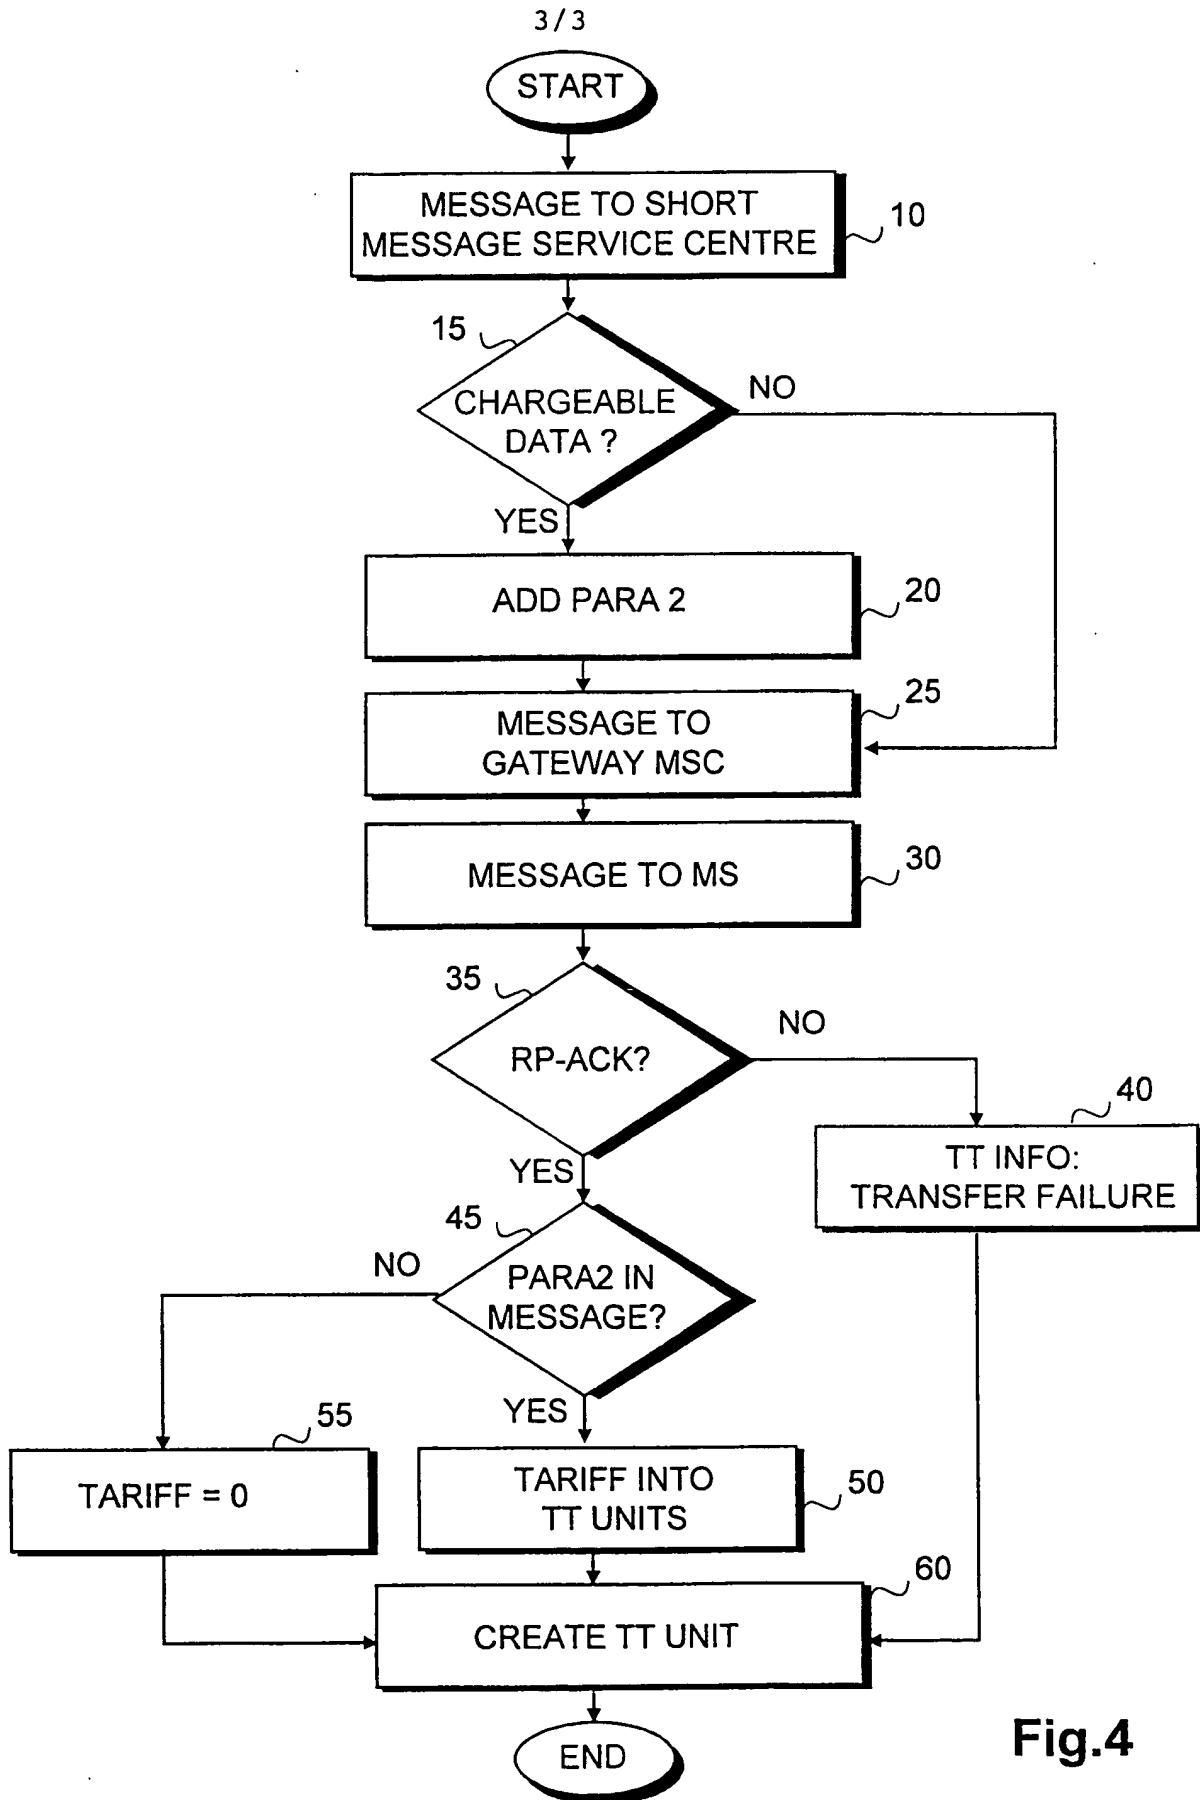 3/3
START
MESSAGE TO SHORT
MESSAGE SERVICE CENTRE
10
15
CHARGEABLE
DATA ?
NO
YES
ADD PARA 2
20
MESSAGE TO
GATEWAY MSC
25
MESSAGE TO MS
30
35
RP-ACK?
NO
YES
40
TT INFO:
TRANSFER FAILURE
45
PARA2 IN
MESSAGE?
NO
YES
55
TARIFF = 0
TARIFF INTO
TT UNITS
50
CREATE TT UNIT
60
END
Fig.4